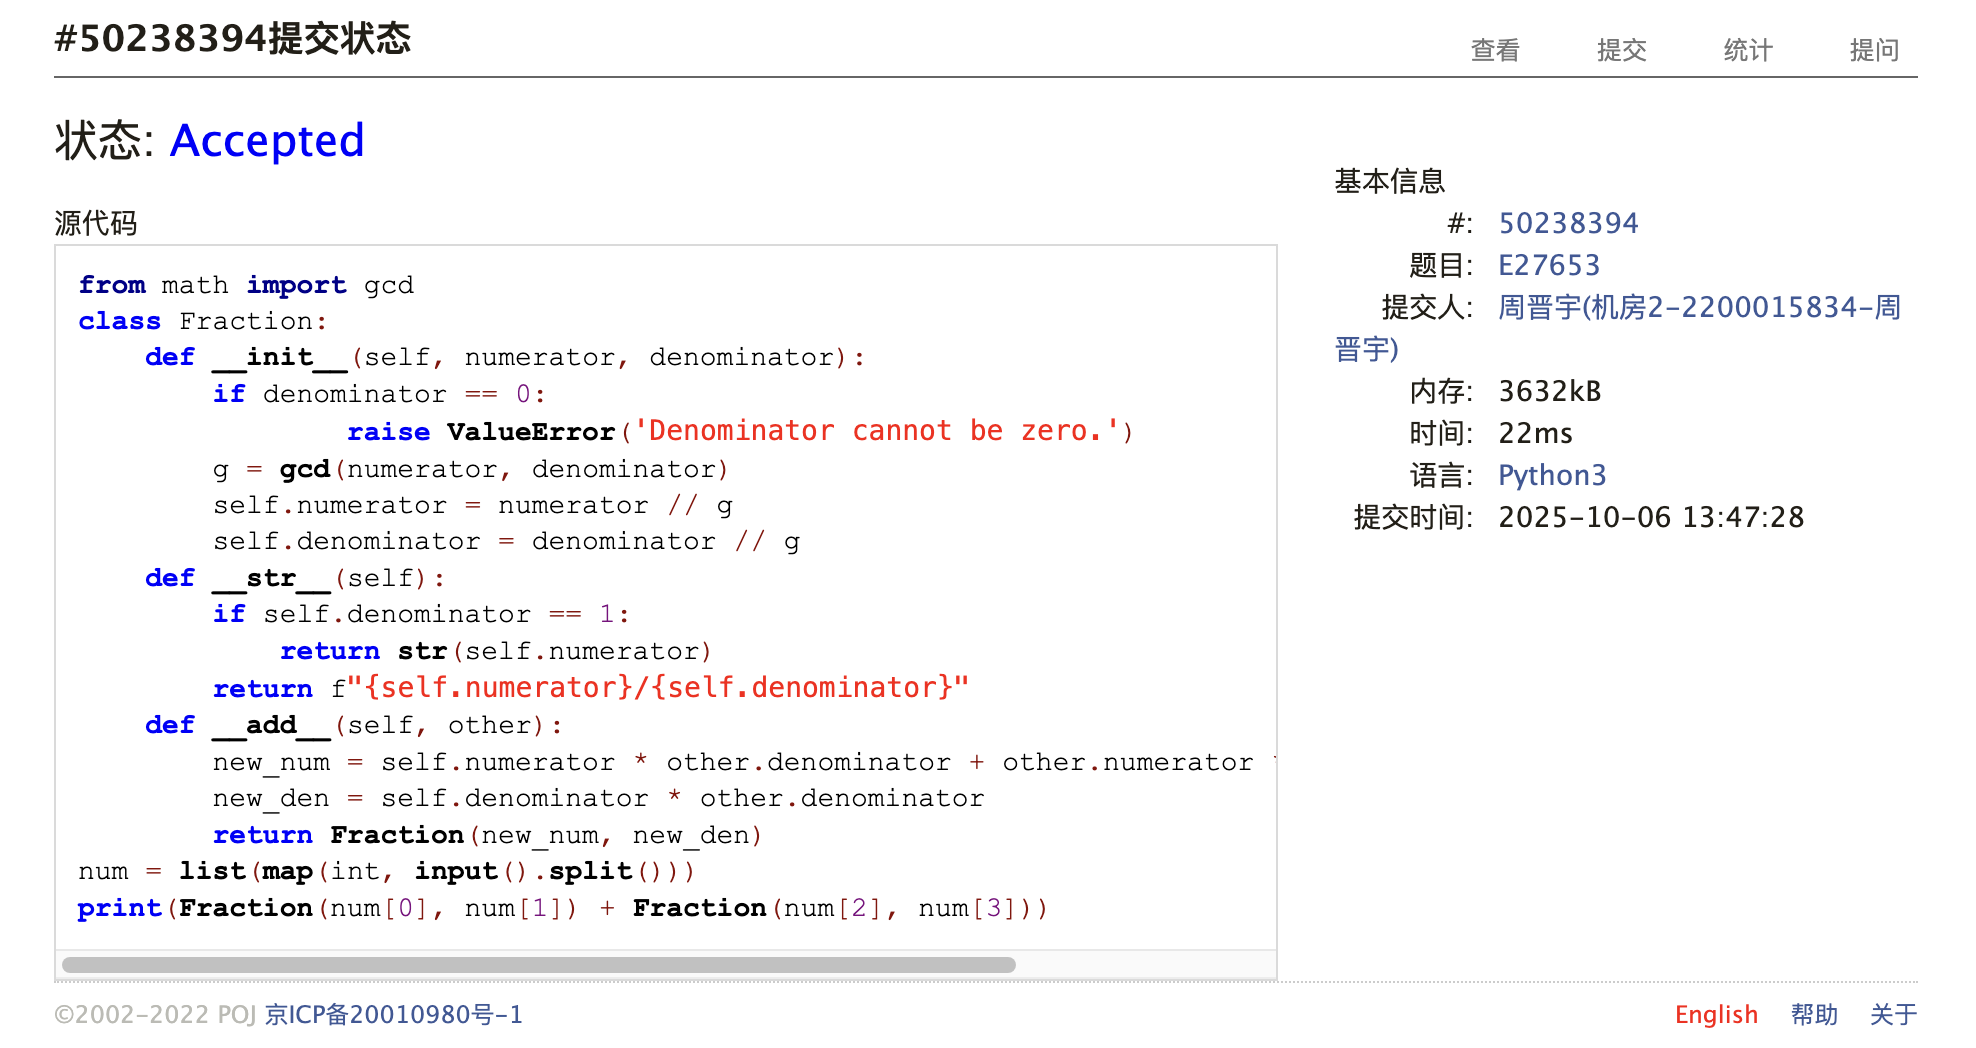 #50238394提交状态
查看 提交 统计 提问
状态: Accepted
源代码
from math import gcd
class Fraction:
    def __init__(self, numerator, denominator):
        if denominator == 0:
                raise ValueError('Denominator cannot be zero.')
        g = gcd(numerator, denominator)
        self.numerator = numerator // g
        self.denominator = denominator // g
    def __str__(self):
        if self.denominator == 1:
            return str(self.numerator)
        return f"{self.numerator}/{self.denominator}"
    def __add__(self, other):
        new_num = self.numerator * other.denominator + other.numerator
        new_den = self.denominator * other.denominator
        return Fraction(new_num, new_den)
num = list(map(int, input().split()))
print(Fraction(num[0], num[1]) + Fraction(num[2], num[3]))
基本信息
#: 50238394
题目: E27653
提交人: 周晋宇(机房2-2200015834-周
晋宇)
内存: 3632kB
时间: 22ms
语言: Python3
提交时间: 2025-10-06 13:47:28
©2002-2022 POJ 京ICP备20010980号-1
English 帮助 关于